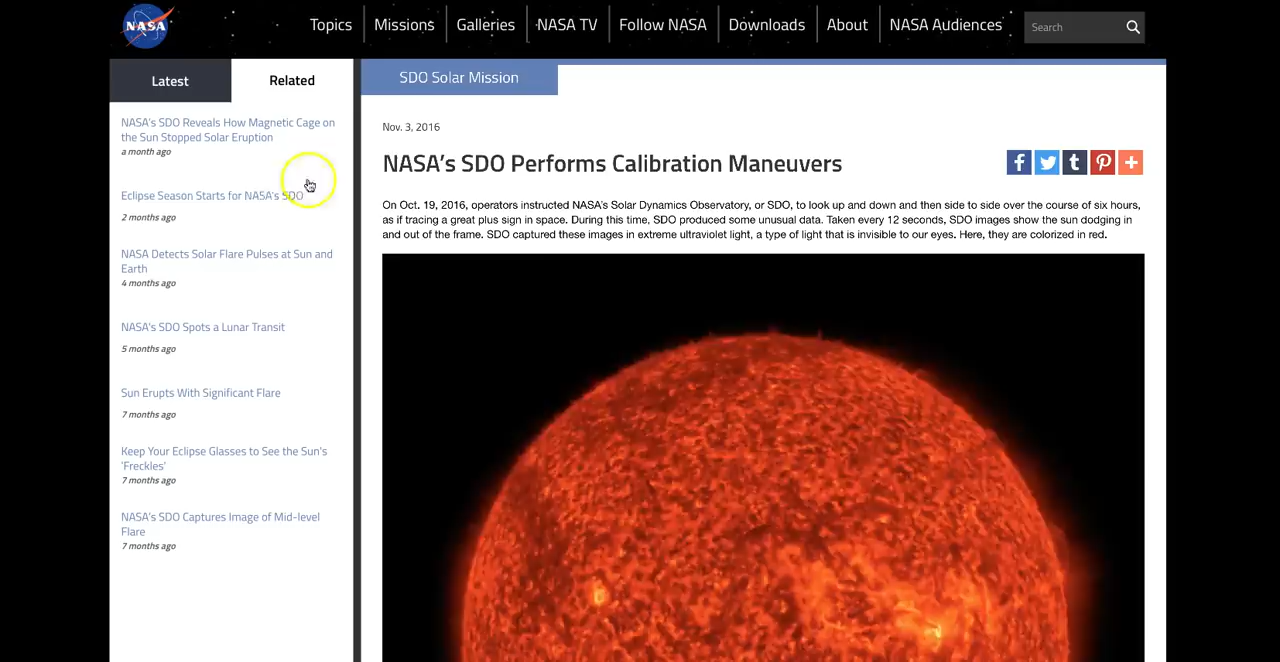 NASA
Topics
Missions
Galleries
NASA TV
Follow NASA
Downloads
About
NASA Audiences
Search
Latest
Related
NASA's SDO Reveals How Magnetic Cage on
the Sun Stopped Solar Eruption
a month ago
Eclipse Season Starts for NASA's SDO
2 months ago
NASA Detects Solar Flare Pulses at Sun and
Earth
4 months ago
NASA's SDO Spots a Lunar Transit
5 months ago
Sun Erupts With Significant Flare
7 months ago
Keep Your Eclipse Glasses to See the Sun's
'Freckles'
7 months ago
NASA's SDO Captures Image of Mid-level
Flare
7 months ago
SDO Solar Mission
Nov. 3, 2016
NASA's SDO Performs Calibration Maneuvers
On Oct. 19, 2016, operators instructed NASA's Solar Dynamics Observatory, or SDO, to look up and down and then side to side over the course of six hours,
as if tracing a great plus sign in space. During this time, SDO produced some unusual data. Taken every 12 seconds, SDO images show the sun dodging in
and out of the frame. SDO captured these images in extreme ultraviolet light, a type of light that is invisible to our eyes. Here, they are colorized in red.